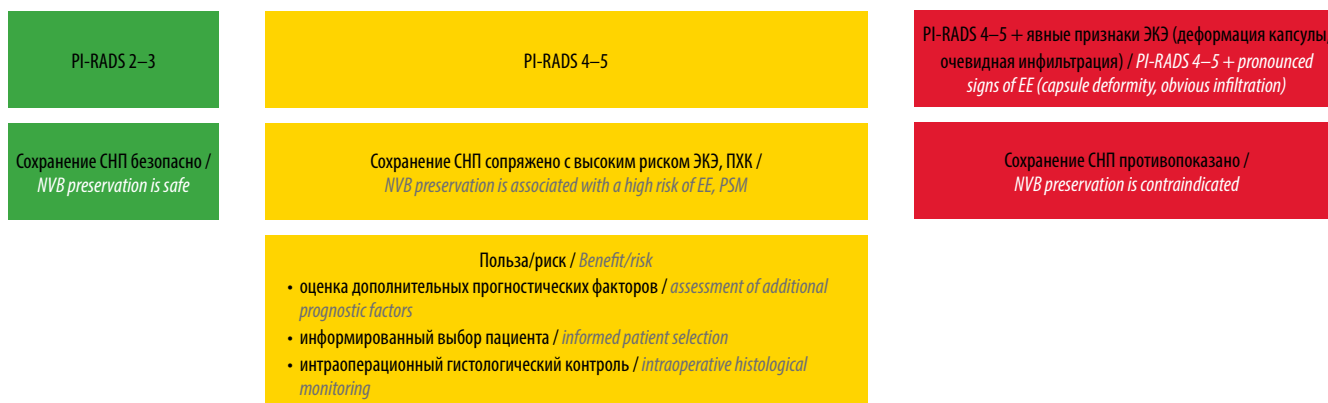 PI-RADS 2–3
PI-RADS 4–5
PI-RADS 4–5 + явные признаки ЭКЭ (деформация капсулы,
очевидная инфильтрация) / PI-RADS 4–5 + pronounced
signs of EE (capsule deformity, obvious infiltration)
Сохранение СНП безопасно /
NVB preservation is safe
Сохранение СНП сопряжено с высоким риском ЭКЭ, ПХК /
NVB preservation is associated with a high risk of EE, PSM
Сохранение СНП противопоказано /
NVB preservation is contraindicated
Польза/риск / Benefit/risk
• оценка дополнительных прогностических факторов / assessment of additional
prognostic factors
• информированный выбор пациента / informed patient selection
• интраоперационный гистологический контроль / intraoperative histological
monitoring